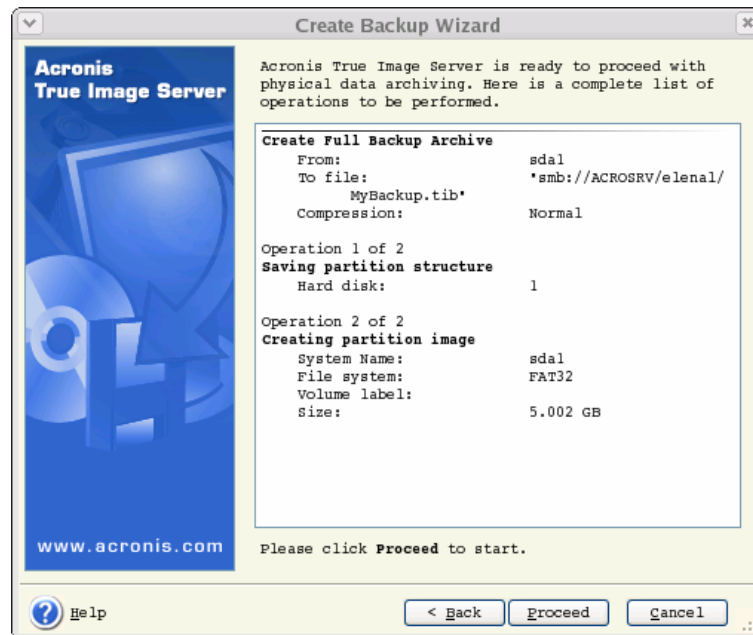 Create Backup Wizard
Acronis
True Image Server
Acronis True Image Server is ready to proceed with
physical data archiving. Here is a complete list of
operations to be performed.
Create Full Backup Archive
From: sda1
To file: "smb://ACROSRV/elena1/
MyBackup.tib"
Compression: Normal
Operation 1 of 2
Saving partition structure
Hard disk: 1
Operation 2 of 2
Creating partition image
System Name: sda1
File system: FAT32
Volume label:
Size: 5.002 GB
www.acronis.com
Please click Proceed to start.
Help
< Back
Proceed
Cancel